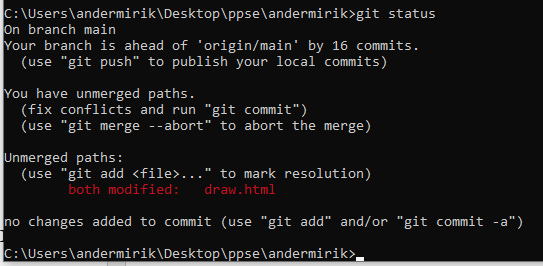 C:\Users\andermirik\Desktop\ppse\andermirik>git status
On branch main
Your branch is ahead of 'origin/main' by 16 commits.
  (use "git push" to publish your local commits)

You have unmerged paths.
  (fix conflicts and run "git commit")
  (use "git merge --abort" to abort the merge)

Unmerged paths:
  (use "git add <file>..." to mark resolution)
        both modified:   draw.html

no changes added to commit (use "git add" and/or "git commit -a")

C:\Users\andermirik\Desktop\ppse\andermirik>